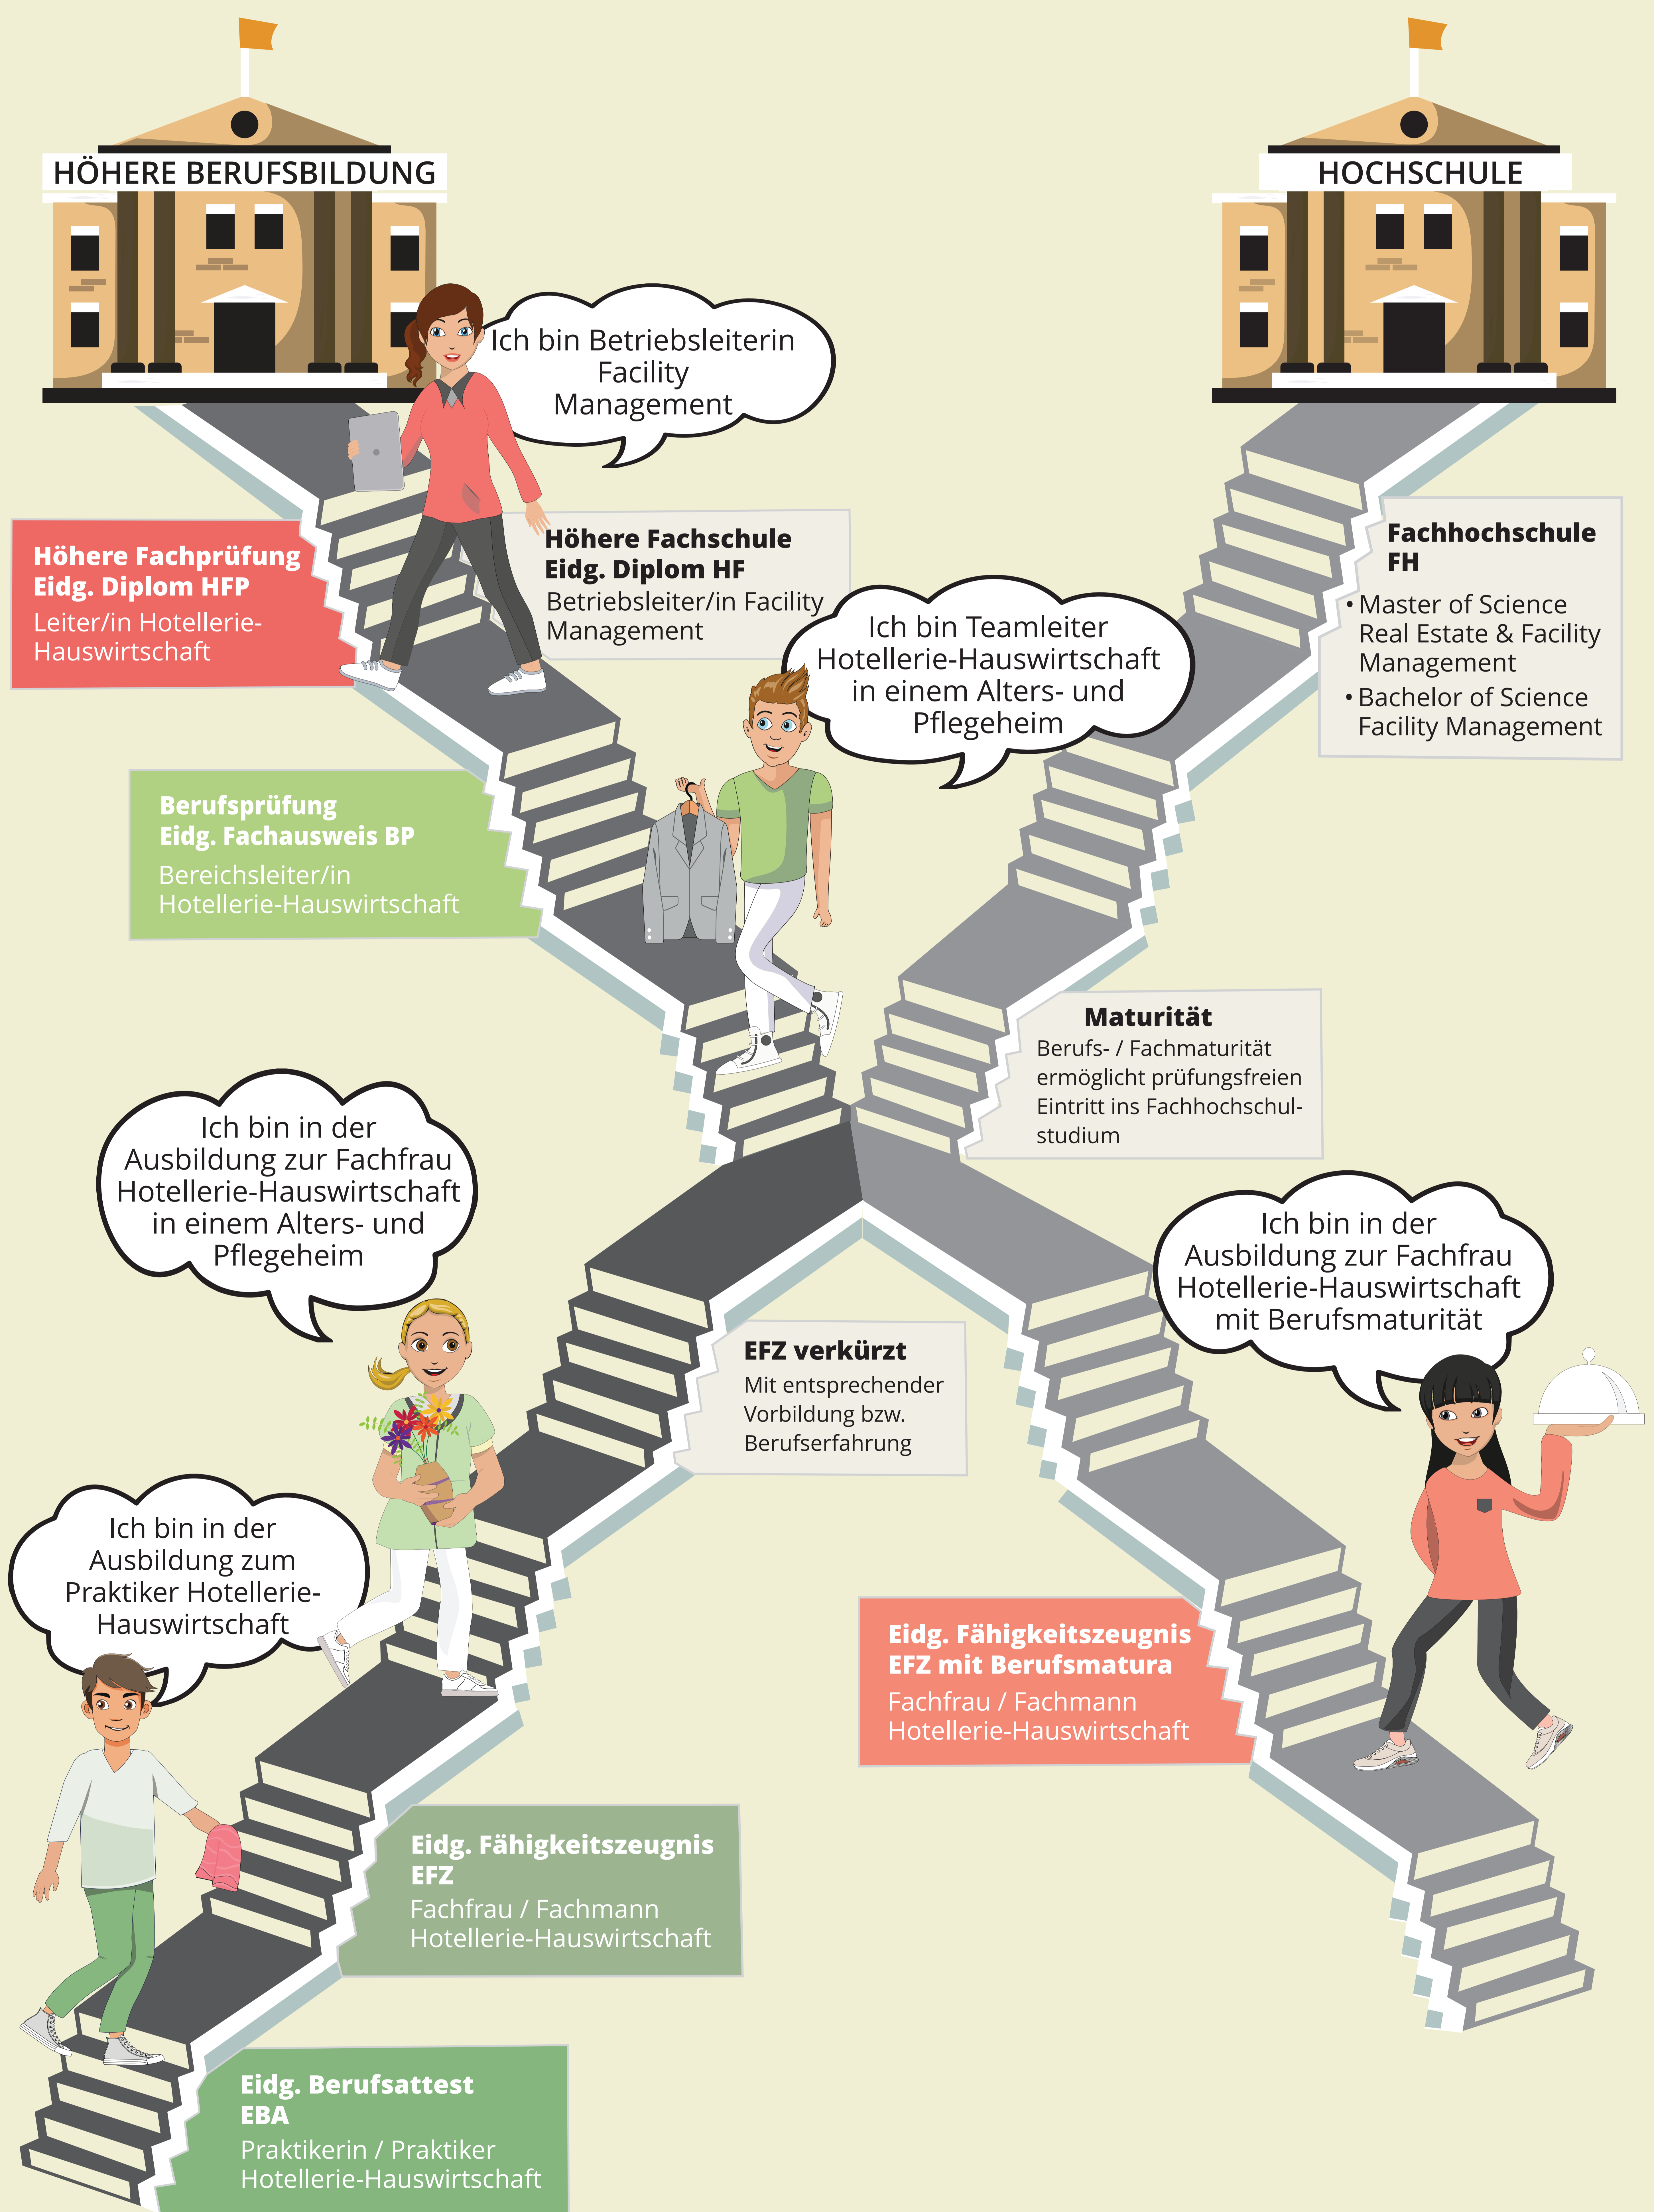 HÖHERE BERUFSBILDUNG
HOCHSCHULE
Ich bin Betriebsleiterin
Facility
Management
Höhere Fachprüfung
Eidg. Diplom HFP
Leiter/in Hotellerie-
Hauswirtschaft
Höhere Fachschule
Eidg. Diplom HF
Betriebsleiter/in Facility
Management
Fachhochschule
FH
• Master of Science
Real Estate & Facility
Management
• Bachelor of Science
Facility Management
Ich bin Teamleiter
Hotellerie-Hauswirtschaft
in einem Alters- und
Pflegeheim
Berufsprüfung
Eidg. Fachausweis BP
Bereichsleiter/in
Hotellerie-Hauswirtschaft
Maturität
Berufs- / Fachmaturität
ermöglicht prüfungsfreien
Eintritt ins Fachhochschul-
studium
Ich bin in der
Ausbildung zur Fachfrau
Hotellerie-Hauswirtschaft
in einem Alters- und
Pflegeheim
Ich bin in der
Ausbildung zur Fachfrau
Hotellerie-Hauswirtschaft
mit Berufsmaturität
EFZ verkürzt
Mit entsprechender
Vorbildung bzw.
Berufserfahrung
Ich bin in der
Ausbildung zum
Praktiker Hotellerie-
Hauswirtschaft
Eidg. Fähigkeitszeugnis
EFZ mit Berufsmatura
Fachfrau / Fachmann
Hotellerie-Hauswirtschaft
Eidg. Fähigkeitszeugnis
EFZ
Fachfrau / Fachmann
Hotellerie-Hauswirtschaft
Eidg. Berufsattest
EBA
Praktikerin / Praktiker
Hotellerie-Hauswirtschaft